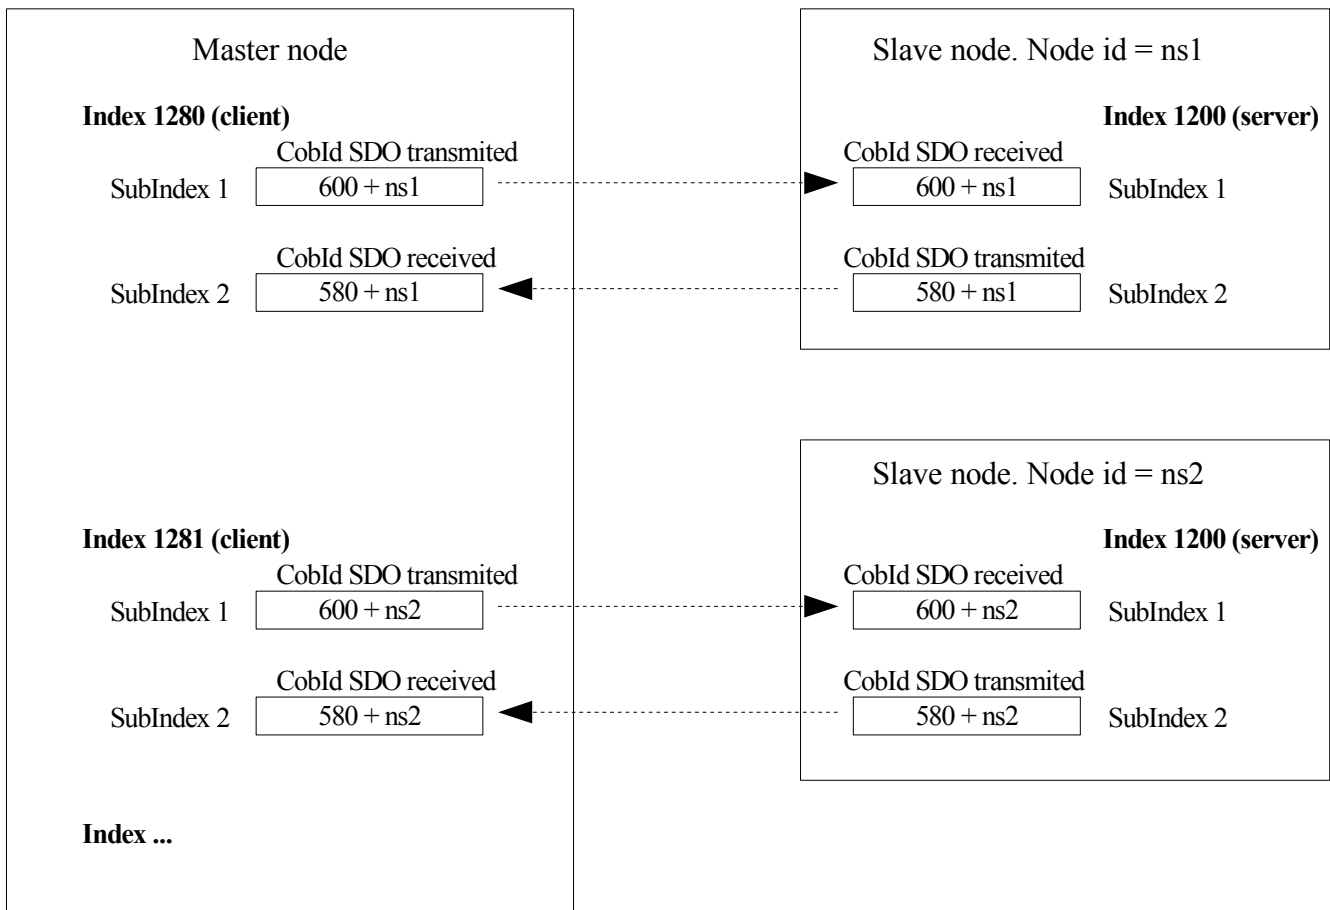 Master node
Index 1280 (client)
CobId SDO transmited
SubIndex 1
600 + ns1
CobId SDO received
SubIndex 2
580 + ns1
Index 1281 (client)
CobId SDO transmited
SubIndex 1
600 + ns2
CobId SDO received
SubIndex 2
580 + ns2
Index ...
Slave node. Node id = ns1
Index 1200 (server)
CobId SDO received
600 + ns1
SubIndex 1
CobId SDO transmited
580 + ns1
SubIndex 2
Slave node. Node id = ns2
Index 1200 (server)
CobId SDO received
600 + ns2
SubIndex 1
CobId SDO transmited
580 + ns2
SubIndex 2